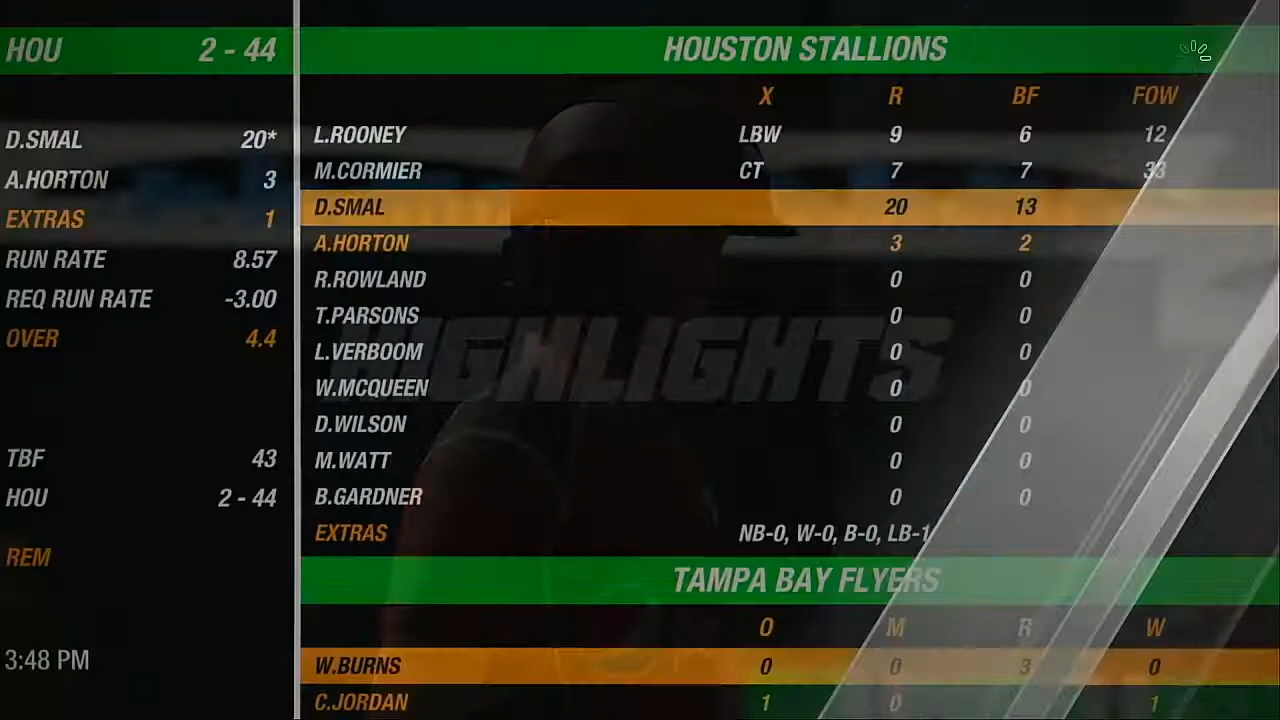 HOU 2 - 44
D.SMAL 20*
A.HORTON 3
EXTRAS 1
RUN RATE 8.57
REQ RUN RATE -3.00
OVER 4.4
TBF 43
HOU 2 - 44
REM
3:48 PM
HOUSTON STALLIONS
X R BF FOW
L.ROONEY LBW 9 6 12
M.CORMIER CT 7 7 33
D.SMAL 20 13
A.HORTON 3 2
R.ROWLAND 0 0
T.PARSONS 0 0
L.VERBOOM 0 0
W.MCQUEEN 0 0
D.WILSON 0 0
M.WATT 0 0
B.GARDNER 0 0
EXTRAS NB-0, W-0, B-0, LB-1
HIGHLIGHTS
TAMPA BAY FLYERS
O M R W
W.BURNS 0 0 3 0
C.JORDAN 1 0 1